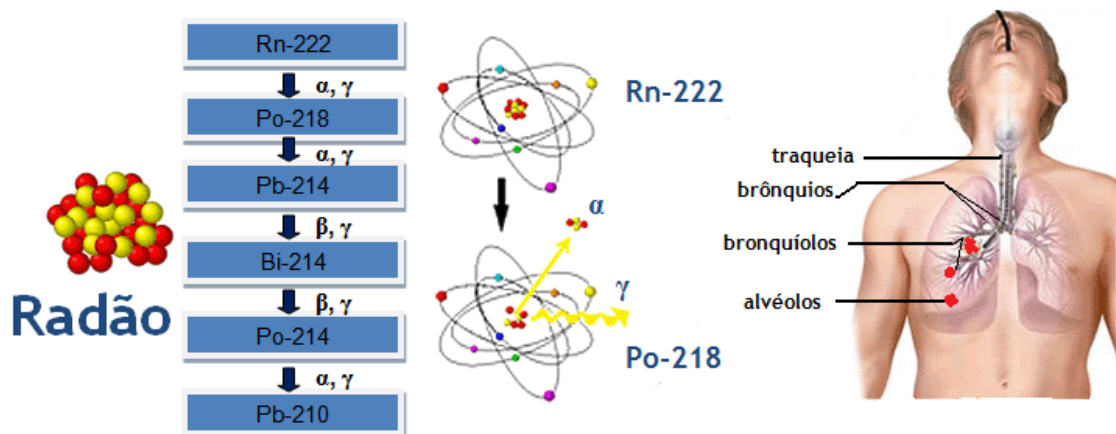 Rn-222
α, γ
Po-218
α, γ
Pb-214
β, γ
Bi-214
β, γ
Po-214
α, γ
Pb-210
Radão
Rn-222
α
γ
Po-218
traqueia
brônquios
bronquíolos
alvéolos